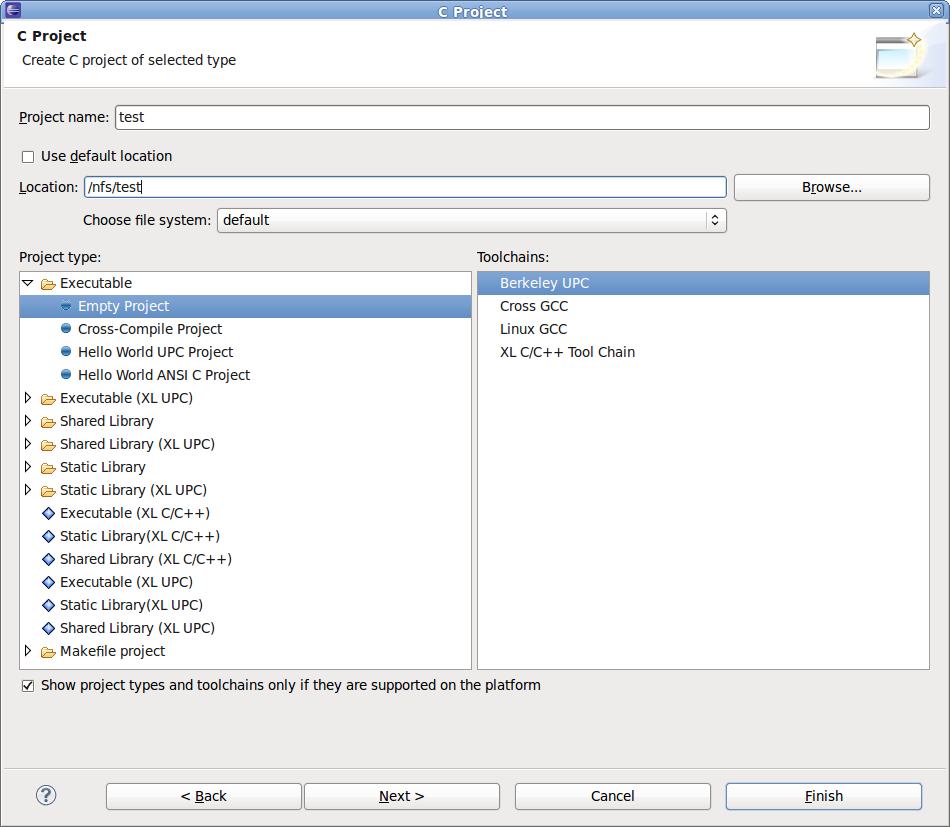 C Project
C Project
Create C project of selected type
Project name: test
Use default location
Location: /nfs/test Browse...
Choose file system: default
Project type: Toolchains:
Executable Berkeley UPC
Empty Project Cross GCC
Cross-Compile Project Linux GCC
Hello World UPC Project XL C/C++ Tool Chain
Hello World ANSI C Project
Executable (XL UPC)
Shared Library
Shared Library (XL UPC)
Static Library
Static Library (XL UPC)
Executable (XL C/C++)
Static Library(XL C/C++)
Shared Library (XL C/C++)
Executable (XL UPC)
Static Library(XL UPC)
Shared Library (XL UPC)
Makefile project
Show project types and toolchains only if they are supported on the platform
? < Back Next > Cancel Finish